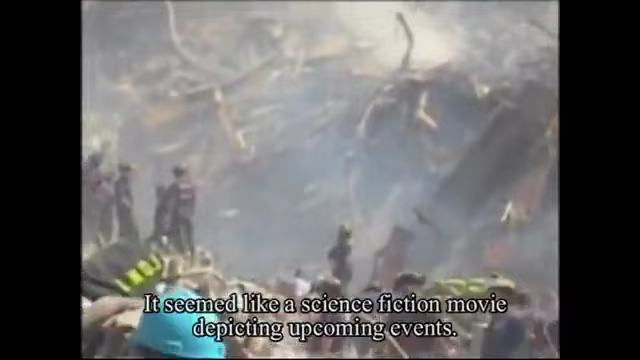 It seemed like a science fiction movie
depicting upcoming events.